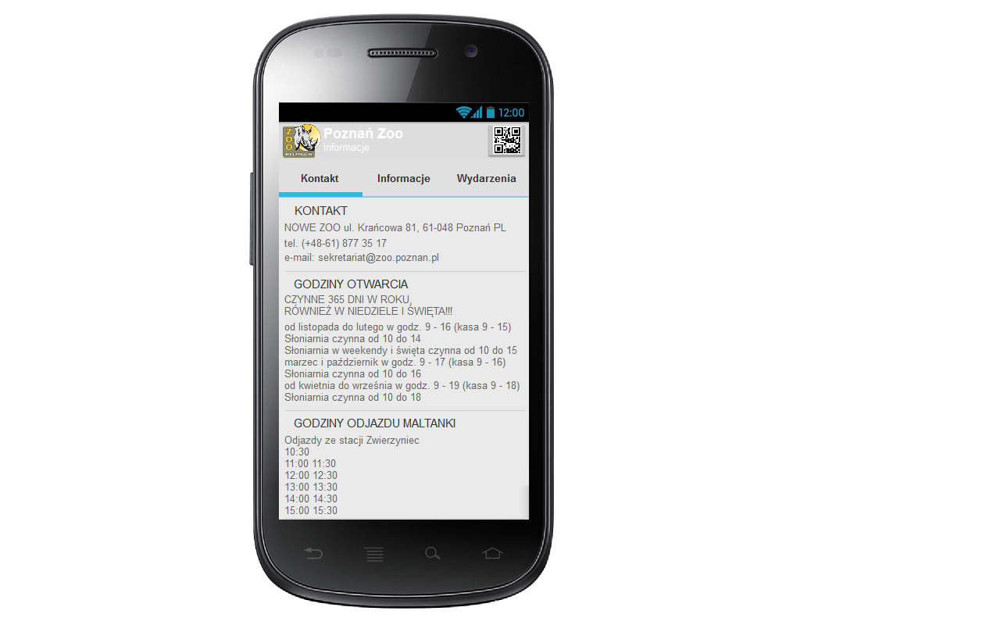 12:00
ZOO
POZNAŃ
Poznań Zoo
Informacje
Kontakt Informacje Wydarzenia
KONTAKT
NOWE ZOO ul. Krańcowa 81, 61-048 Poznań PL
tel. (+48-61) 877 35 17
e-mail: sekretariat@zoo.poznan.pl
GODZINY OTWARCIA
CZYNNE 365 DNI W ROKU,
RÓWNIEŻ W NIEDZIELE I ŚWIĘTA!!!
od listopada do lutego w godz. 9 - 16 (kasa 9 - 15)
Słoniarnia czynna od 10 do 14
Słoniarnia w weekendy i święta czynna od 10 do 15
marzec i październik w godz. 9 - 17 (kasa 9 - 16)
Słoniarnia czynna od 10 do 16
od kwietnia do września w godz. 9 - 19 (kasa 9 - 18)
Słoniarnia czynna od 10 do 18
GODZINY ODJAZDU MALTANKI
Odjazdy ze stacji Zwierzyniec
10:30
11:00 11:30
12:00 12:30
13:00 13:30
14:00 14:30
15:00 15:30